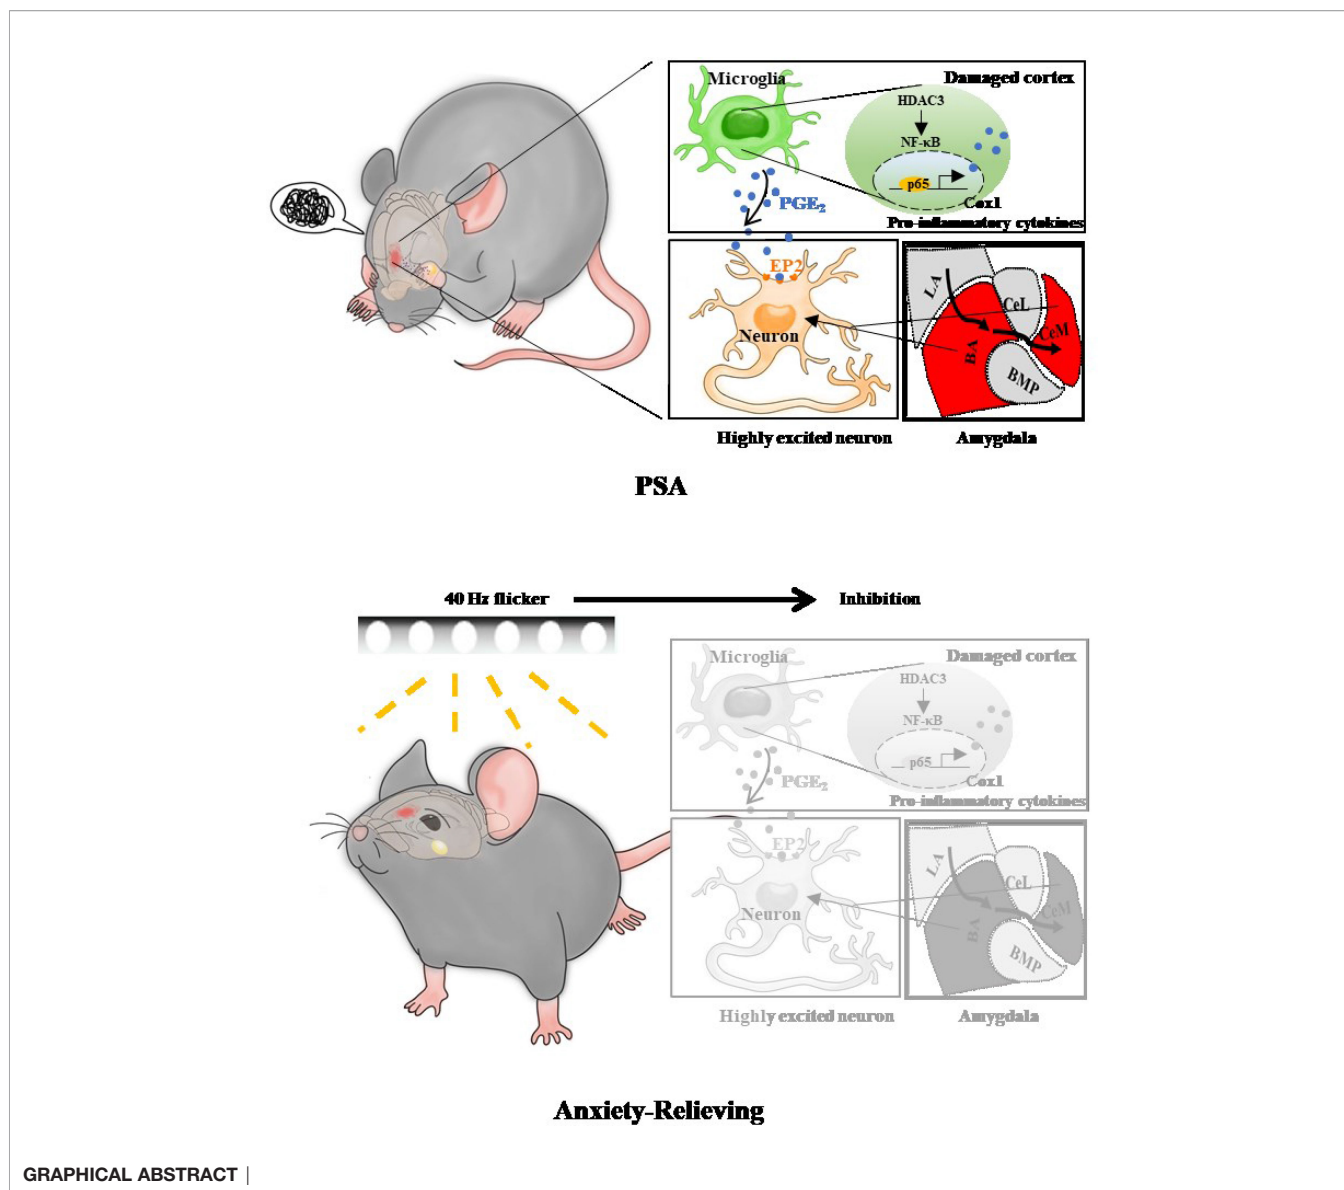 Microglia
Damaged cortex
HDAC3
NF-κB
p65
Cox1
PGE₂
Pro-inflammatory cytokines
EP2
Neuron
LA
CeL
CeM
BA
BMP
Highly excited neuron
Amygdala
PSA
40 Hz flicker
Inhibition
Microglia
Damaged cortex
HDAC3
NF-κB
p65
Cox1
PGE₂
Pro-inflammatory cytokines
EP2
Neuron
LA
CeL
CeM
BA
BMP
Highly excited neuron
Amygdala
Anxiety-Relieving
GRAPHICAL ABSTRACT |